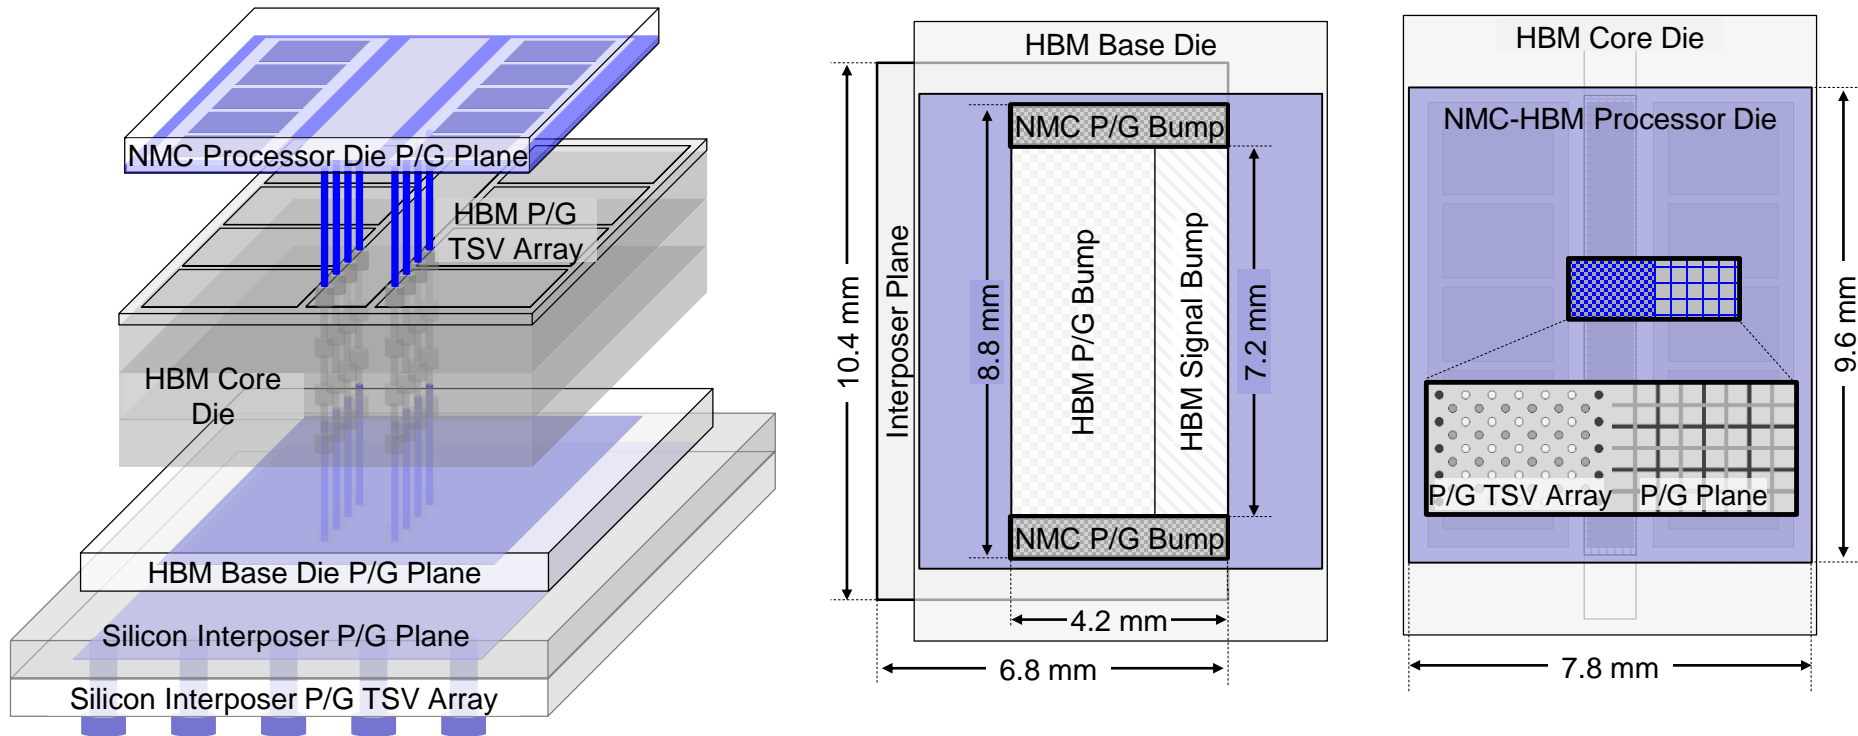 NMC Processor Die P/G Plane
HBM P/G
TSV Array
HBM Core
Die
HBM Base Die P/G Plane
Silicon Interposer P/G Plane
Silicon Interposer P/G TSV Array
HBM Base Die
NMC P/G Bump
10.4 mm
Interposer Plane
8.8 mm
HBM P/G Bump
HBM Signal Bump
7.2 mm
NMC P/G Bump
4.2 mm
6.8 mm
HBM Core Die
NMC-HBM Processor Die
9.6 mm
P/G TSV Array
P/G Plane
7.8 mm